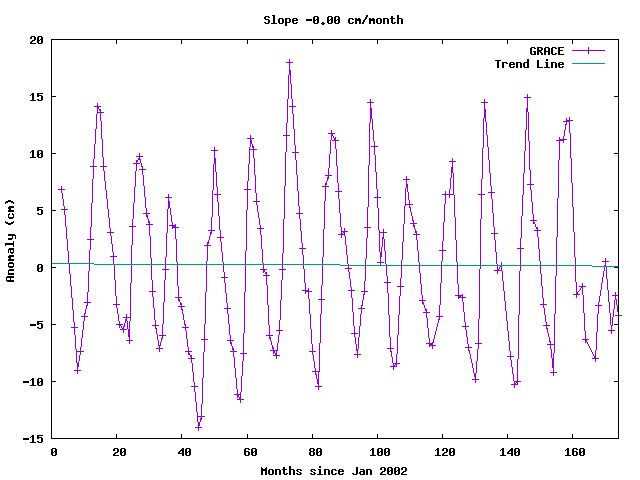 Slope -0.00 cm/month
GRACE
Trend Line
20
15
10
5
0
-5
-10
-15
Anomaly (cm)
0 20 40 60 80 100 120 140 160
Months since Jan 2002